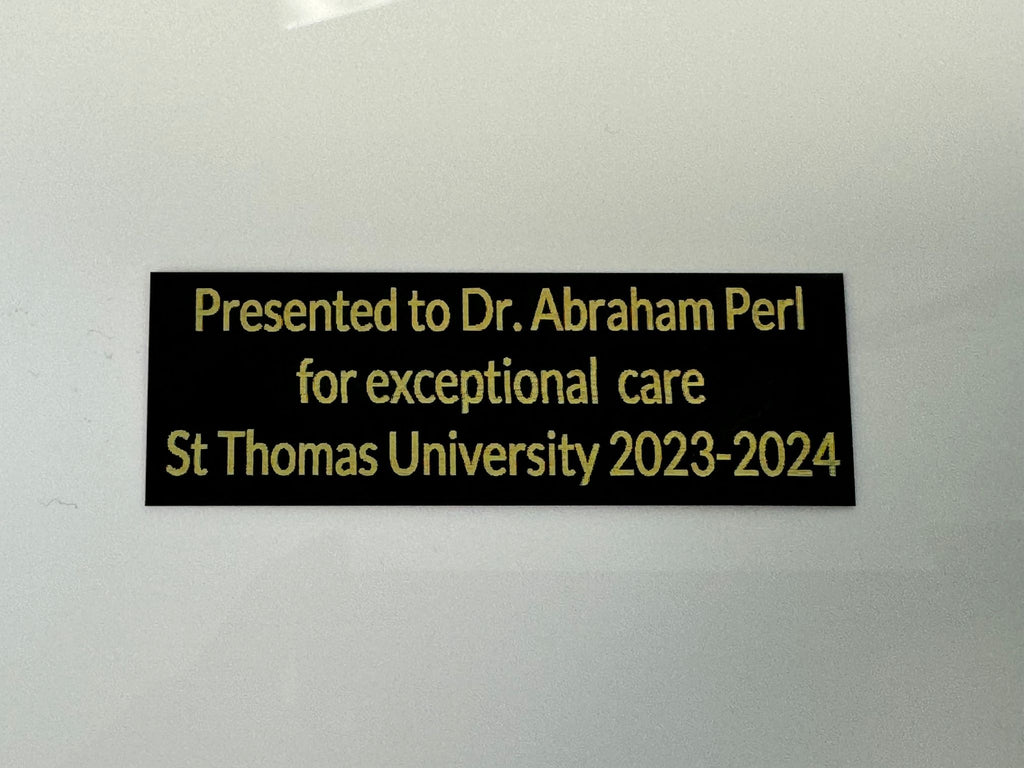 Presented to Dr. Abraham Perl
for exceptional care
St Thomas University 2023-2024